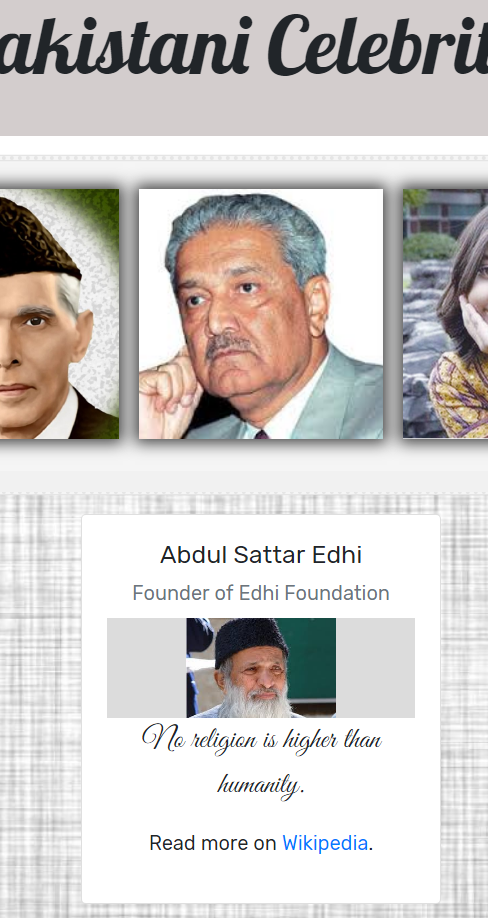 akistani Celebrit
Abdul Sattar Edhi
Founder of Edhi Foundation
No religion is higher than
humanity.
Read more on Wikipedia.